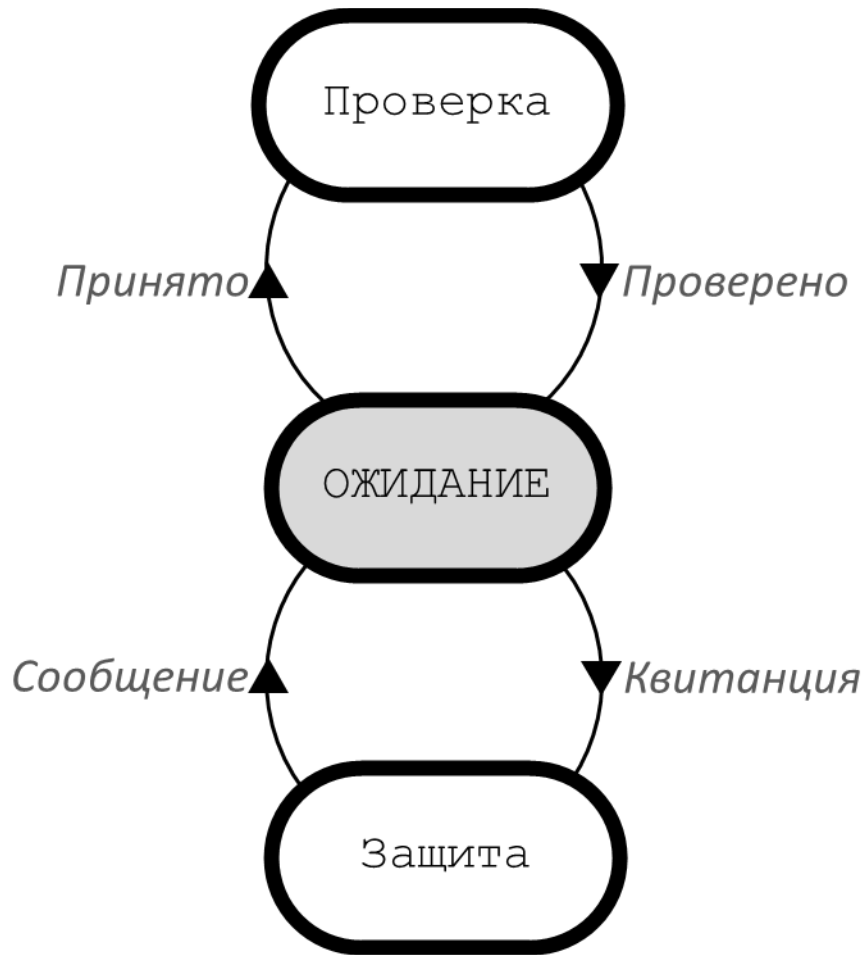 Проверка
Принято
Проверено
ОЖИДАНИЕ
Сообщение
Квитанция
Защита